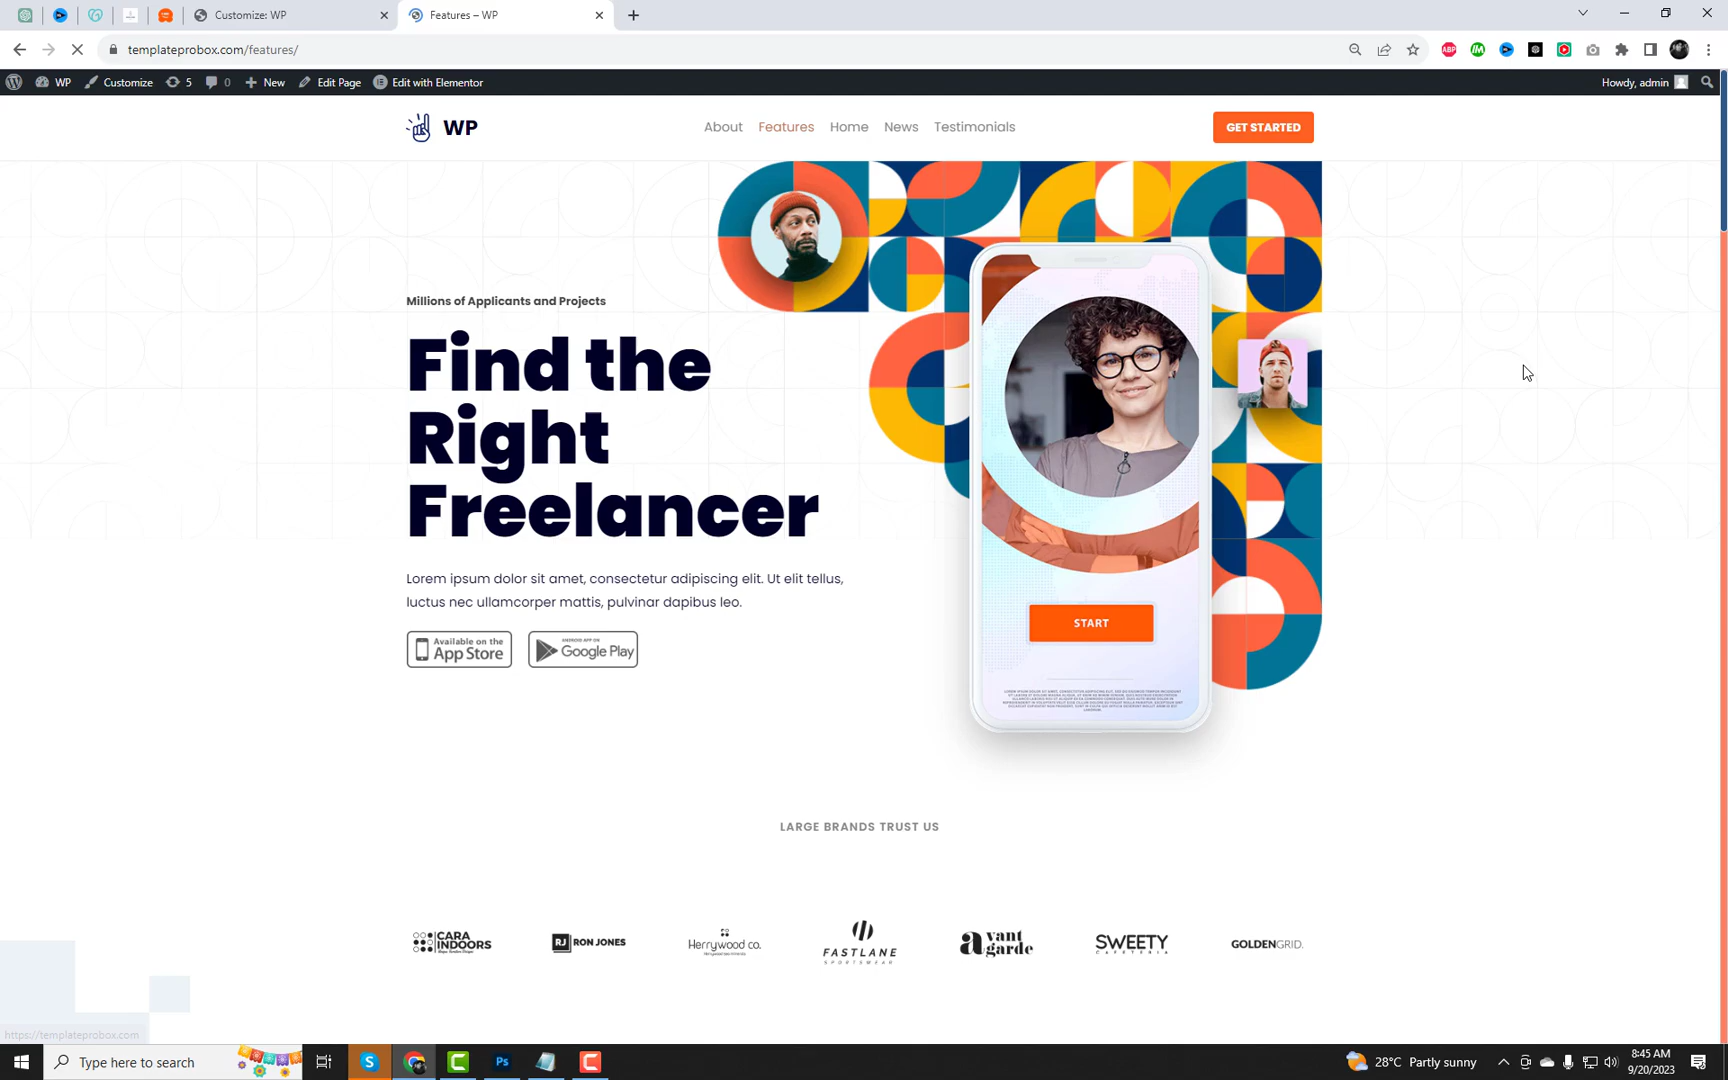 Customize: WP
Features – WP
templateprobox.com/features/
WP
Customize
5
0
New
Edit Page
Edit with Elementor
Howdy, admin
WP
About
Features
Home
News
Testimonials
GET STARTED
Millions of Applicants and Projects
Find the
Right
Freelancer
Lorem ipsum dolor sit amet, consectetur adipiscing elit. Ut elit tellus,
luctus nec ullamcorper mattis, pulvinar dapibus leo.
Available on the
App Store
ANDROID APP ON
Google Play
START
LARGE BRANDS TRUST US
CARA
INDOORS
RJ RON JONES
Herrywood co.
FASTLANE
SPORTSWEAR
avant
garde
SWEETY
CAFETERIA
GOLDENGRID.
https://templateprobox.com
Type here to search
28°C Partly sunny
8:45 AM
9/20/2023